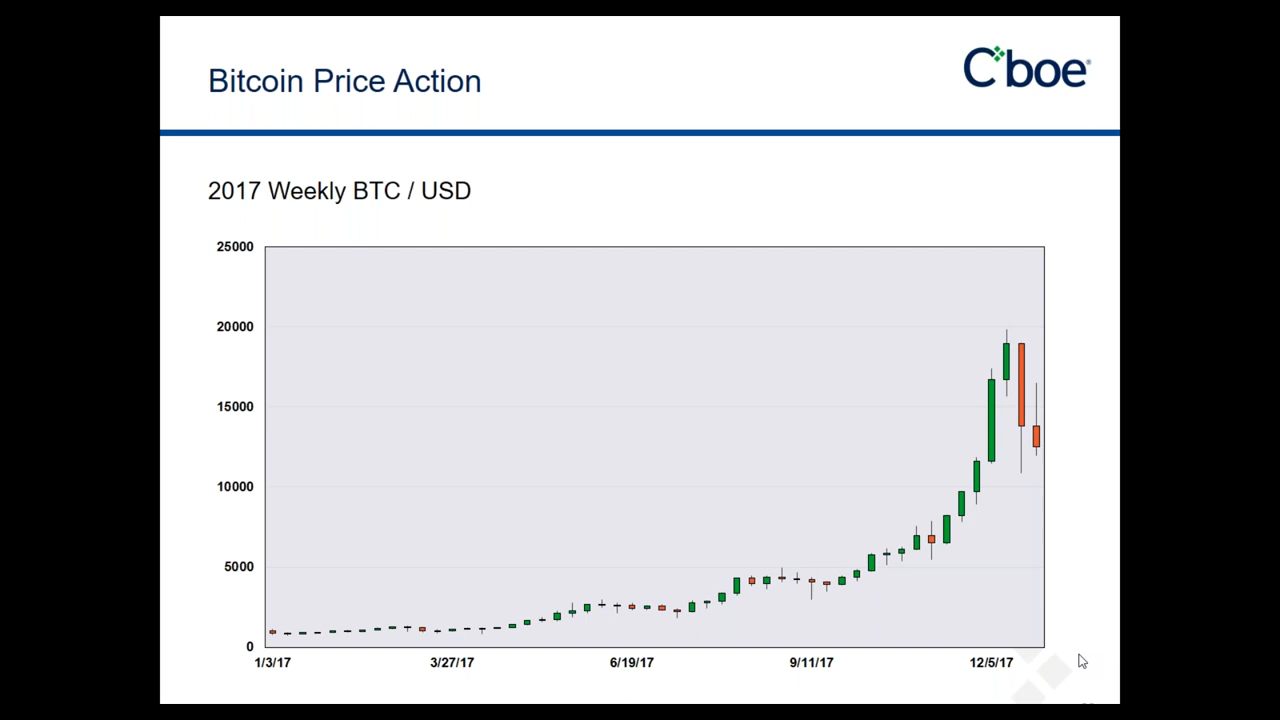 Bitcoin Price Action
Cboe®
2017 Weekly BTC / USD
25000
20000
15000
10000
5000
0
1/3/17 3/27/17 6/19/17 9/11/17 12/5/17